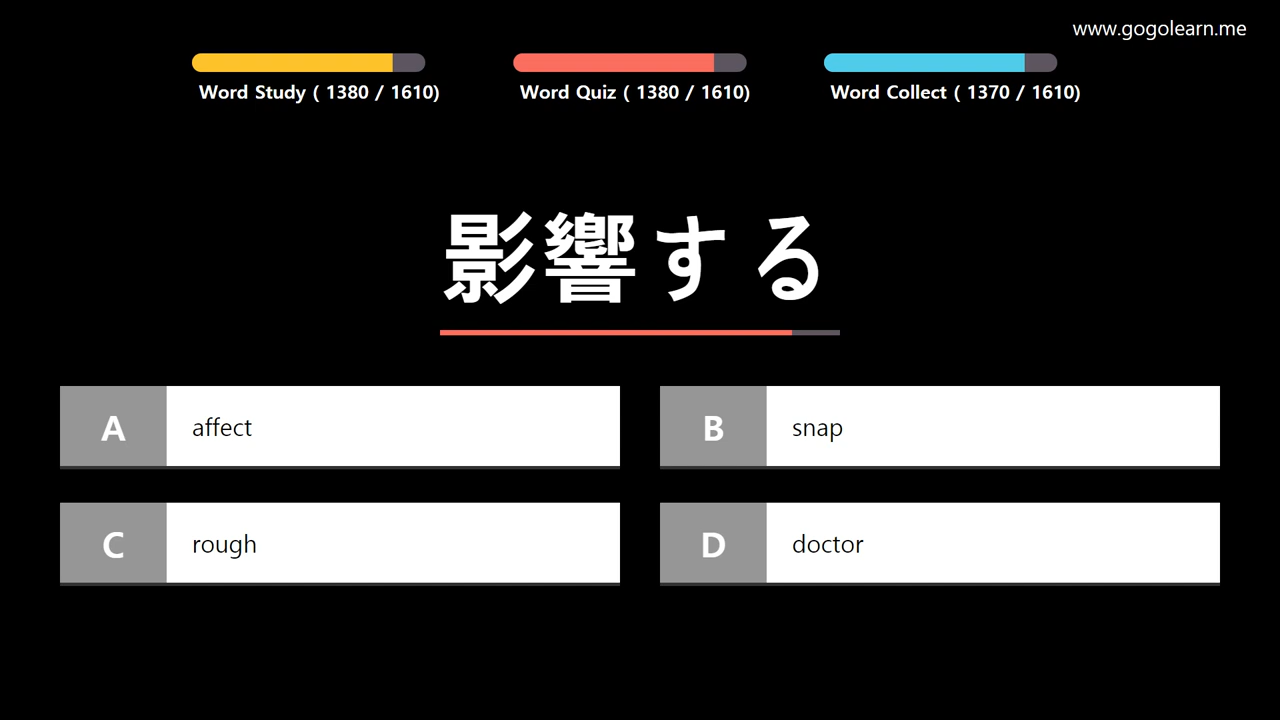 www.gogolearn.me
Word Study ( 1380 / 1610)
Word Quiz ( 1380 / 1610)
Word Collect ( 1370 / 1610)
影響する
A affect
B snap
C rough
D doctor